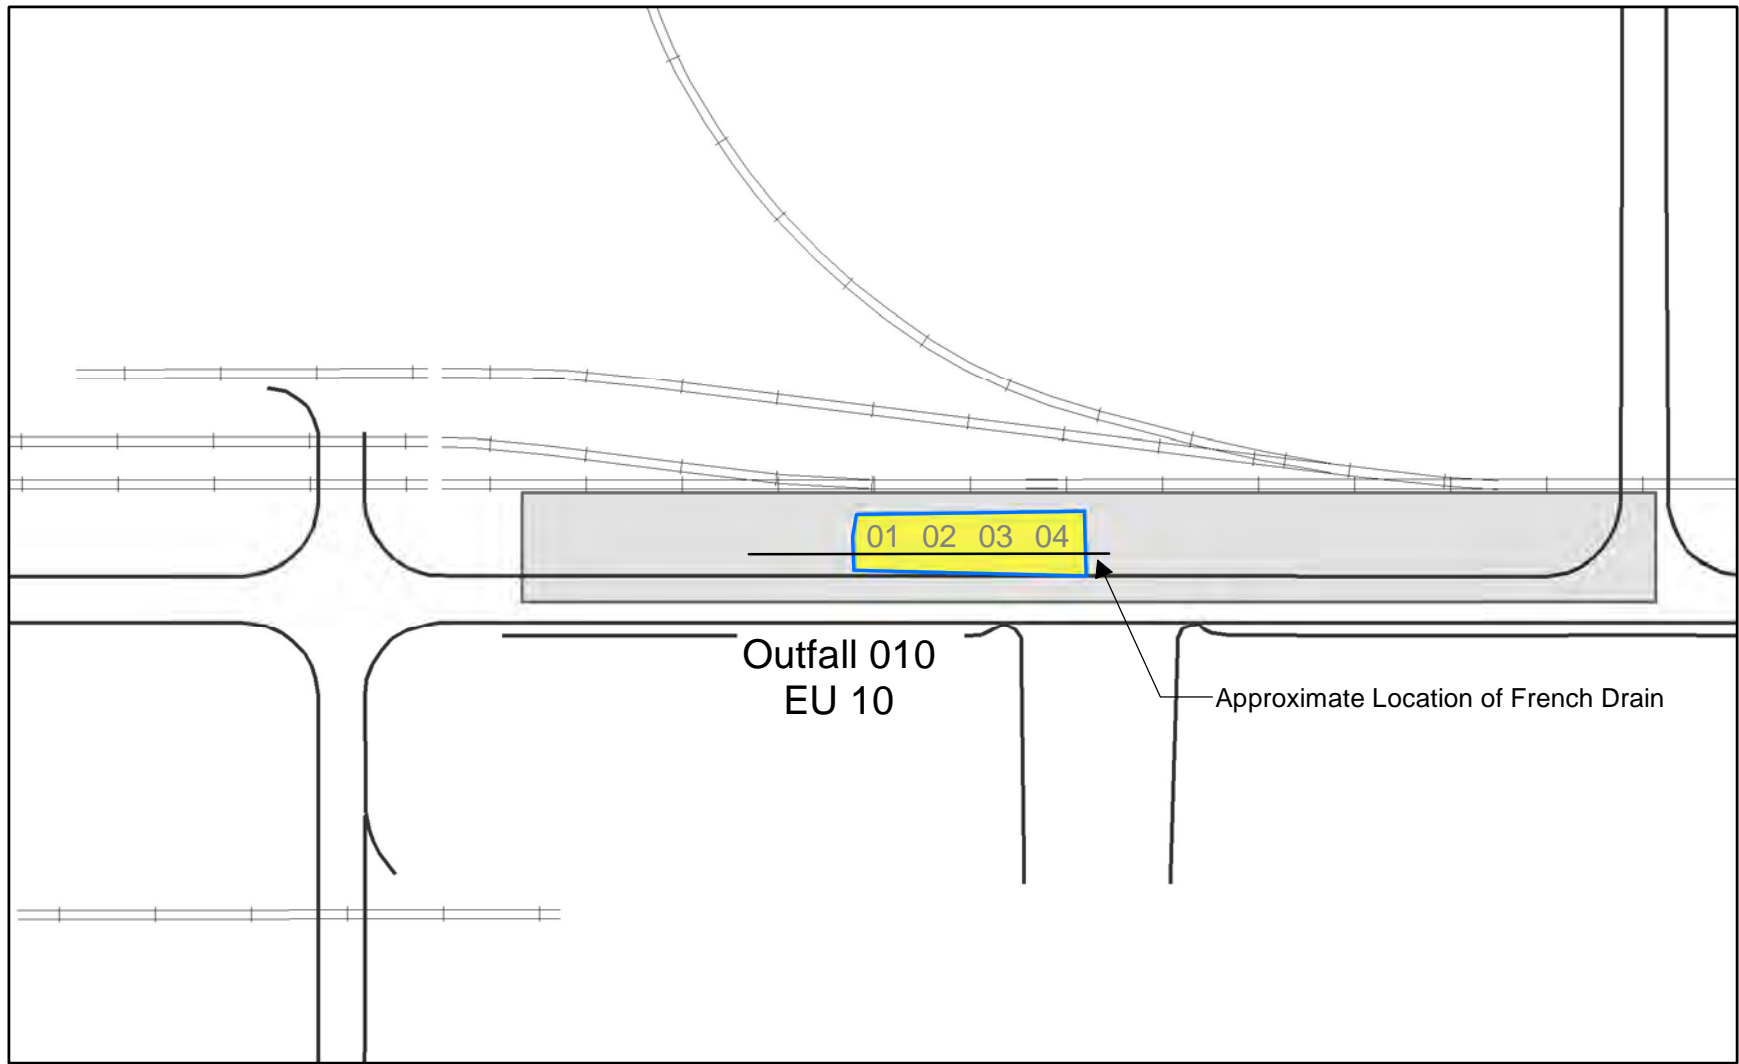 01 02 03 04
Outfall 010
EU 10
Approximate Location of French Drain